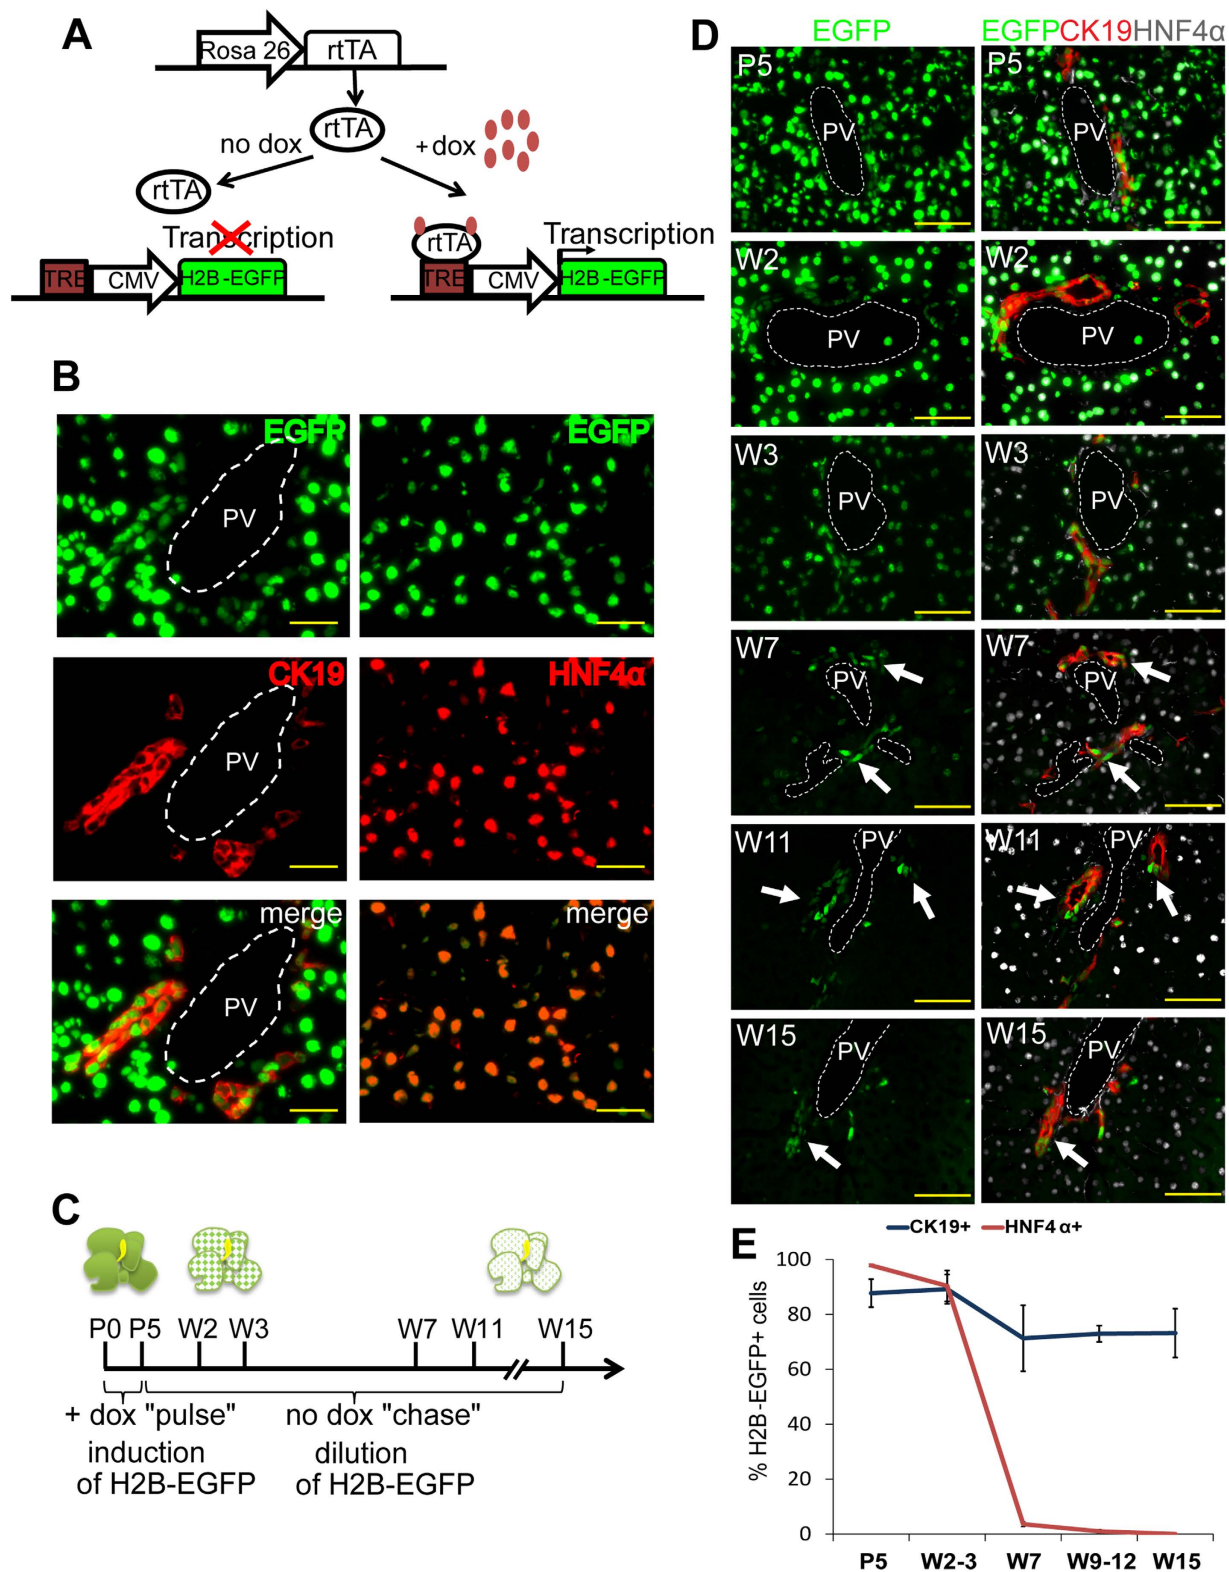 A
Rosa 26
rtTA
rtTA
no dox
+ dox
rtTA
Transcription
TRE
CMV
H2B-EGFP
rtTA
Transcription
TRE
CMV
H2B-EGFP
B
EGFP
PV
EGFP
CK19
PV
HNF4α
merge
PV
merge
C
P0 P5 W2 W3 W7 W11 W15
+ dox "pulse"
induction
of H2B-EGFP
no dox "chase"
dilution
of H2B-EGFP
D
EGFP
EGFPCK19HNF4α
P5
PV
P5
PV
W2
PV
W2
PV
W3
PV
W3
PV
W7
PV
W7
PV
W11
PV
W11
PV
W15
PV
W15
PV
E
CK19+
HNF4 α+
% H2B-EGFP+ cells
100
80
60
40
20
0
P5 W2-3 W7 W9-12 W15